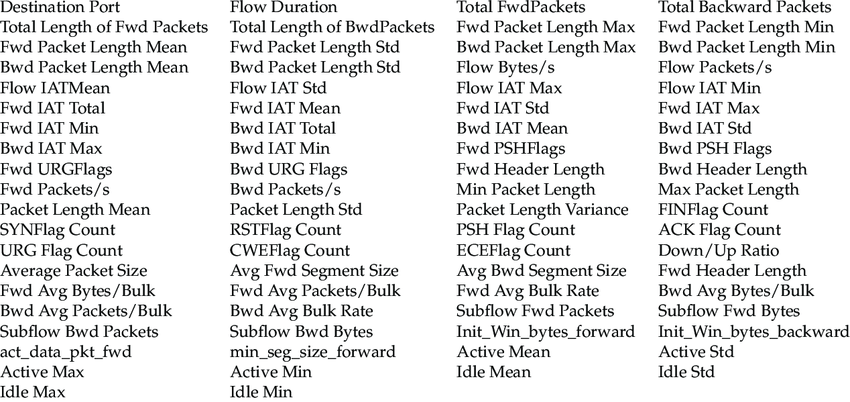 Destination Port Flow Duration Total FwdPackets Total Backward Packets
Total Length of Fwd Packets Total Length of BwdPackets Fwd Packet Length Max Fwd Packet Length Min
Fwd Packet Length Mean Fwd Packet Length Std Bwd Packet Length Max Bwd Packet Length Min
Bwd Packet Length Mean Bwd Packet Length Std Flow Bytes/s Flow Packets/s
Flow IATMean Flow IAT Std Flow IAT Max Flow IAT Min
Fwd IAT Total Fwd IAT Mean Fwd IAT Std Fwd IAT Max
Fwd IAT Min Bwd IAT Total Bwd IAT Mean Bwd IAT Std
Bwd IAT Max Bwd IAT Min Fwd PSHFlags Bwd PSH Flags
Fwd URGFlags Bwd URG Flags Fwd Header Length Bwd Header Length
Fwd Packets/s Bwd Packets/s Min Packet Length Max Packet Length
Packet Length Mean Packet Length Std Packet Length Variance FINFlag Count
SYNFlag Count RSTFlag Count PSH Flag Count ACK Flag Count
URG Flag Count CWEFlag Count ECEFlag Count Down/Up Ratio
Average Packet Size Avg Fwd Segment Size Avg Bwd Segment Size Fwd Header Length
Fwd Avg Bytes/Bulk Fwd Avg Packets/Bulk Fwd Avg Bulk Rate Bwd Avg Bytes/Bulk
Bwd Avg Packets/Bulk Bwd Avg Bulk Rate Subflow Fwd Packets Subflow Fwd Bytes
Subflow Bwd Packets Subflow Bwd Bytes Init_Win_bytes_forward Init_Win_bytes_backward
act_data_pkt_fwd min_seg_size_forward Active Mean Active Std
Active Max Active Min Idle Mean Idle Std
Idle Max Idle Min